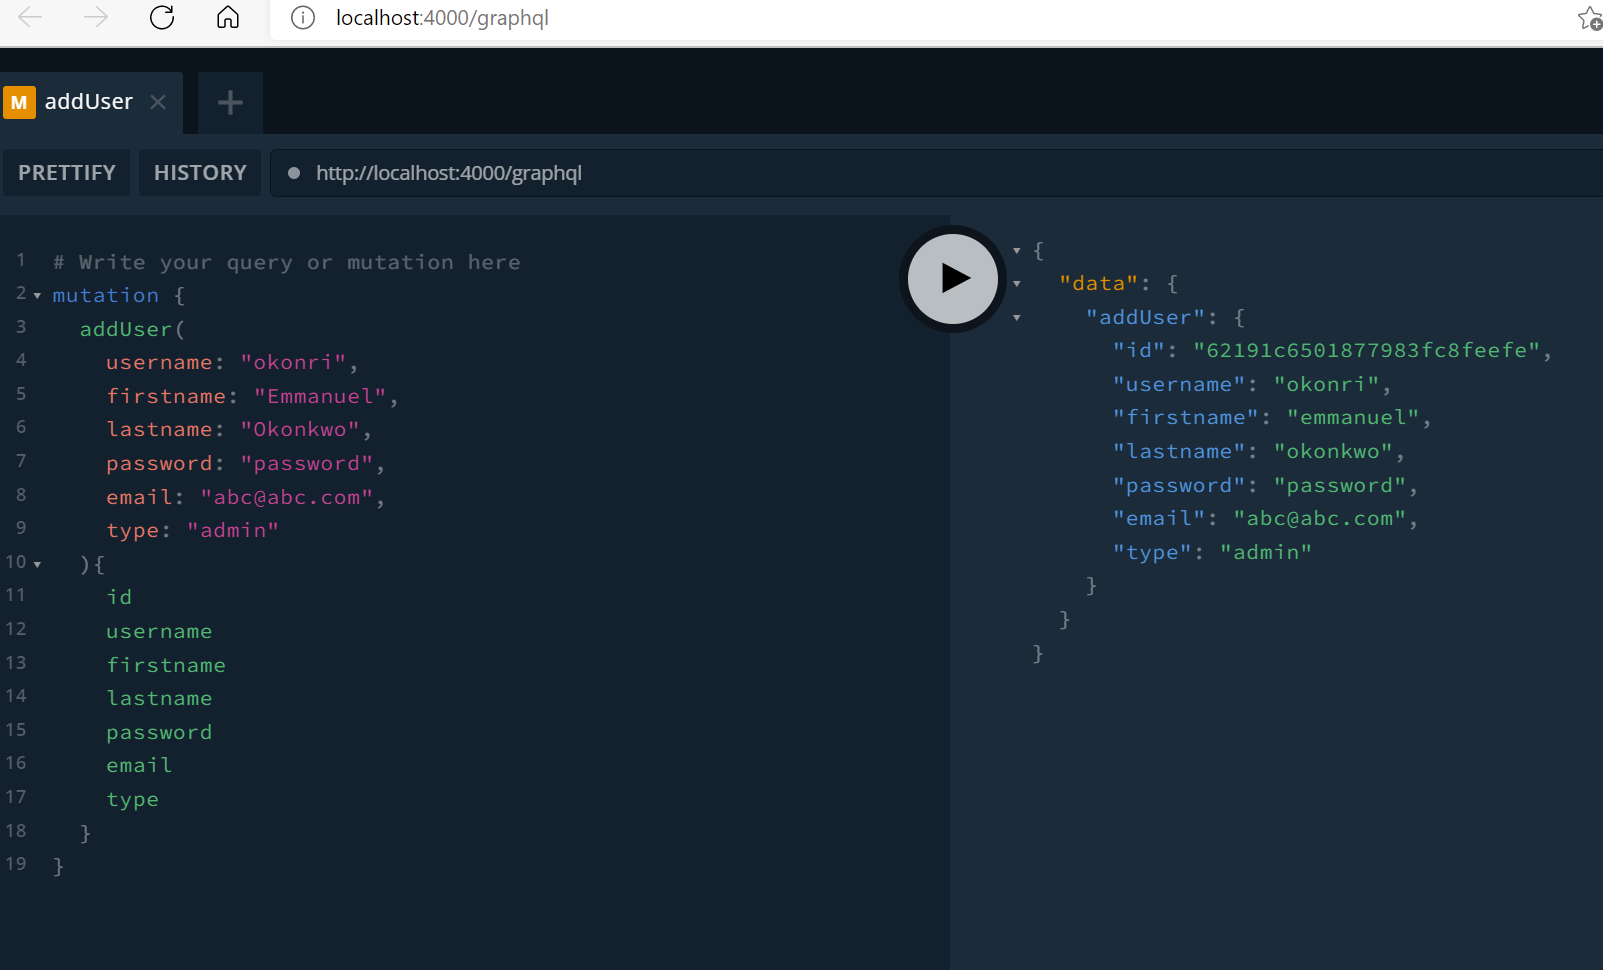 localhost:4000/graphql
M addUser
PRETTIFY HISTORY http://localhost:4000/graphql
1 # Write your query or mutation here
2 mutation {
3 addUser(
4 username: "okonri",
5 firstname: "Emmanuel",
6 lastname: "Okonkwo",
7 password: "password",
8 email: "abc@abc.com",
9 type: "admin"
10 ){
11 id
12 username
13 firstname
14 lastname
15 password
16 email
17 type
18 }
19 }
{
"data": {
"addUser": {
"id": "62191c6501877983fc8feefe",
"username": "okonri",
"firstname": "emmanuel",
"lastname": "okonkwo",
"password": "password",
"email": "abc@abc.com",
"type": "admin"
}
}
}